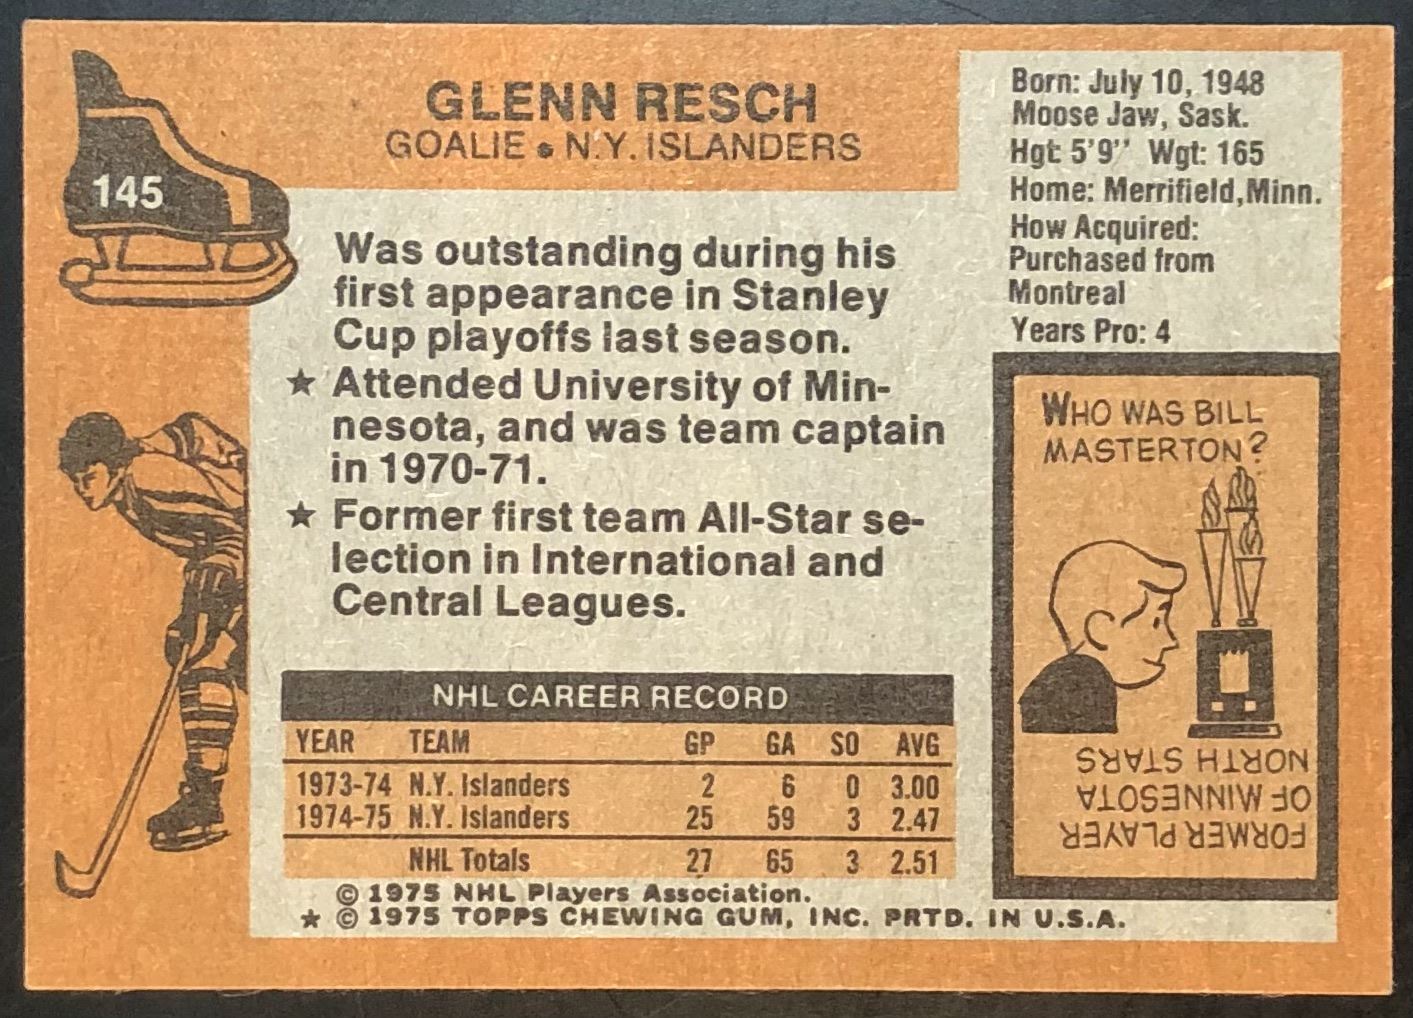 145
GLENN RESCH
GOALIE • N.Y. ISLANDERS
Born: July 10, 1948
Moose Jaw, Sask.
Hgt: 5'9" Wgt: 165
Home: Merrifield, Minn.
How Acquired:
Purchased from
Montreal
Years Pro: 4
Was outstanding during his
first appearance in Stanley
Cup playoffs last season.
★ Attended University of Min-
nesota, and was team captain
in 1970-71.
★ Former first team All-Star se-
lection in International and
Central Leagues.
NHL CAREER RECORD
YEAR TEAM GP GA SO AVG
1973-74 N.Y. Islanders 2 6 0 3.00
1974-75 N.Y. Islanders 25 59 3 2.47
NHL Totals 27 65 3 2.51
© 1975 NHL Players Association.
★ © 1975 TOPPS CHEWING GUM, INC. PRTD. IN U.S.A.
WHO WAS BILL
MASTERTON?
FORMER PLAYER
OF MINNESOTA
NORTH STARS